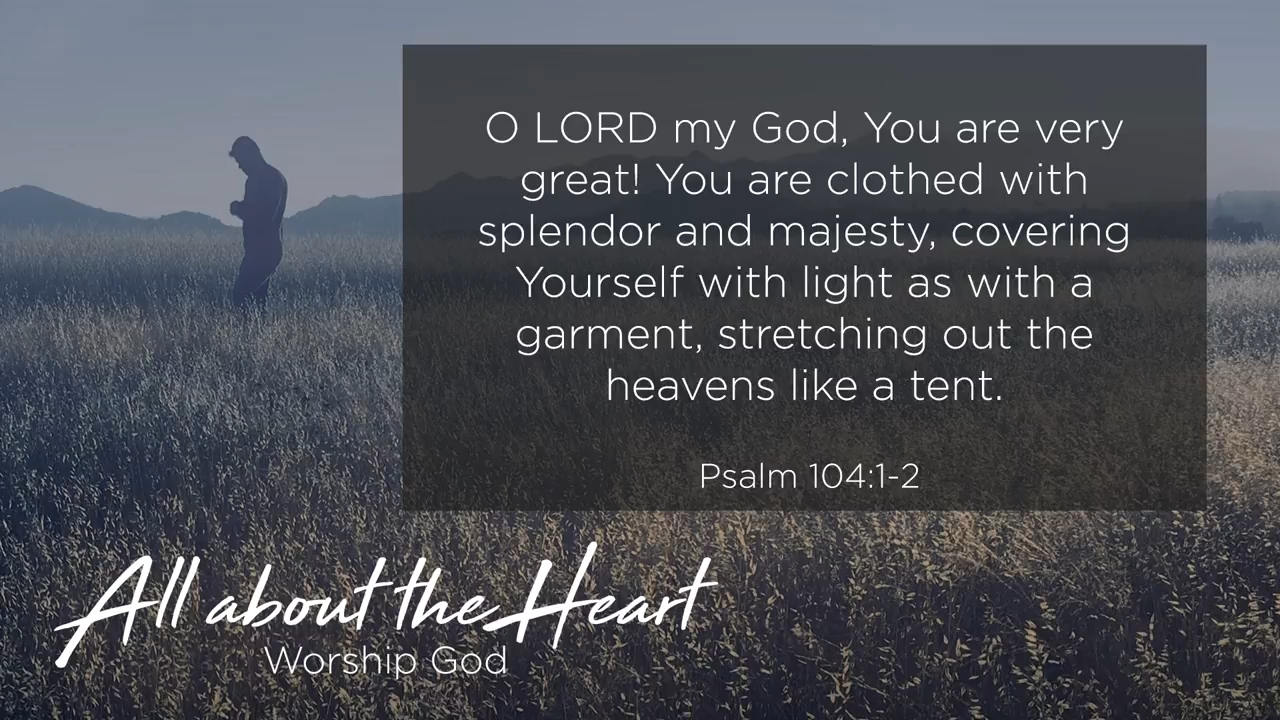 O LORD my God, You are very
great! You are clothed with
splendor and majesty, covering
Yourself with light as with a
garment, stretching out the
heavens like a tent.
Psalm 104:1-2
All about the Heart
Worship God